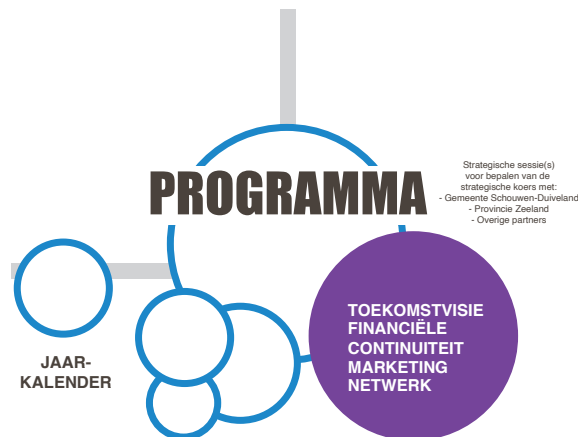 PROGRAMMA
Strategische sessie(s)
voor bepalen van de
strategische koers met:
- Gemeente Schouwen-Duiveland
- Provincie Zeeland
- Overige partners
TOEKOMSTVISIE
FINANCIËLE
CONTINUITEIT
MARKETING
NETWERK
JAAR-
KALENDER